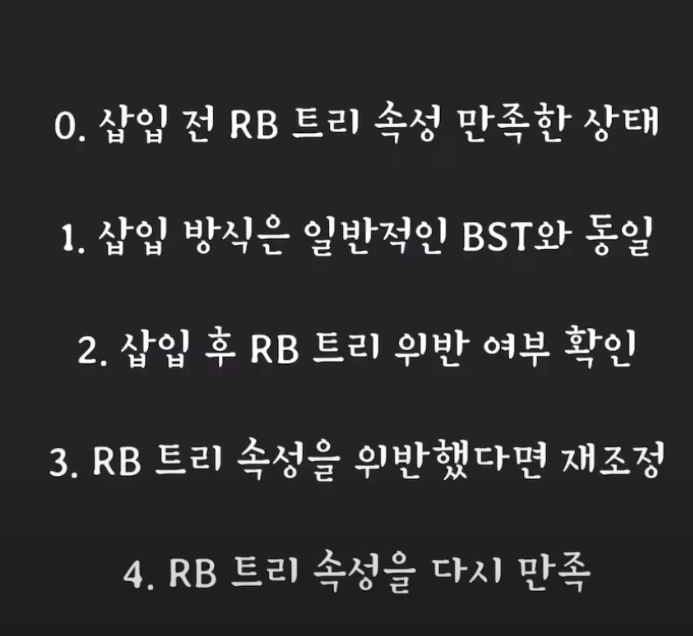 0. 삽입 전 RB 트리 속성 만족한 상태
1. 삽입 방식은 일반적인 BST와 동일
2. 삽입 후 RB 트리 위반 여부 확인
3. RB 트리 속성을 위반했다면 재조정
4. RB 트리 속성을 다시 만족